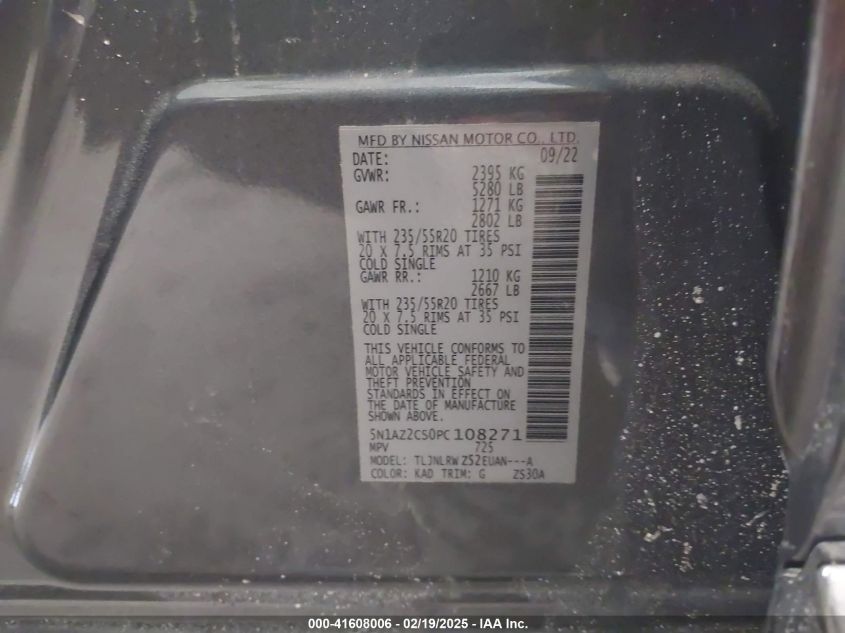 MFD BY NISSAN MOTOR CO., LTD.
DATE: 09/22
GVWR: 2395 KG
5280 LB
GAWR FR.: 1271 KG
2802 LB
WITH 235/55R20 TIRES
20 X 7.5 RIMS AT 35 PSI
COLD SINGLE
GAWR RR.: 1210 KG
2667 LB
WITH 235/55R20 TIRES
20 X 7.5 RIMS AT 35 PSI
COLD SINGLE
THIS VEHICLE CONFORMS TO
ALL APPLICABLE FEDERAL
MOTOR VEHICLE SAFETY AND
THEFT PREVENTION
STANDARDS IN EFFECT ON
THE DATE OF MANUFACTURE
SHOWN ABOVE.
5N1AZ2CS0PC108271
MPV 725
MODEL: TLJNLRW ZS2EUAN---A
COLOR: KAD TRIM: G ZS30A
000-41608006 - 02/19/2025 - IAA Inc.